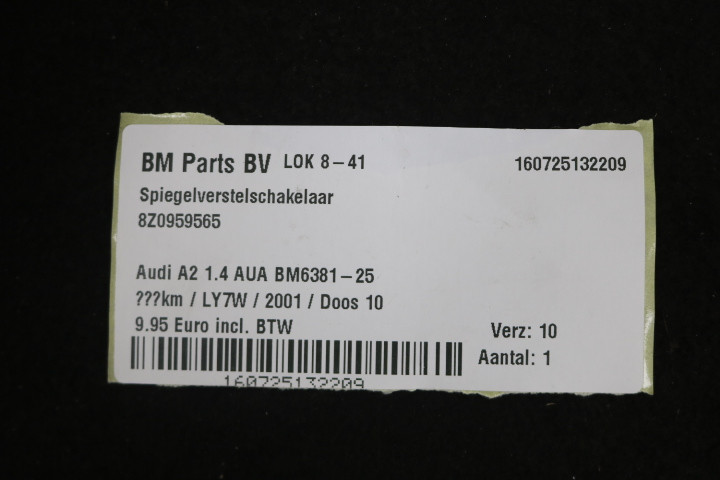 BM Parts BV LOK 8-41 160725132209
Spiegelverstelschakelaar
8Z0959565
Audi A2 1.4 AUA BM6381-25
???km / LY7W / 2001 / Doos 10
9.95 Euro incl. BTW Verz: 10
Aantal: 1
160725132209